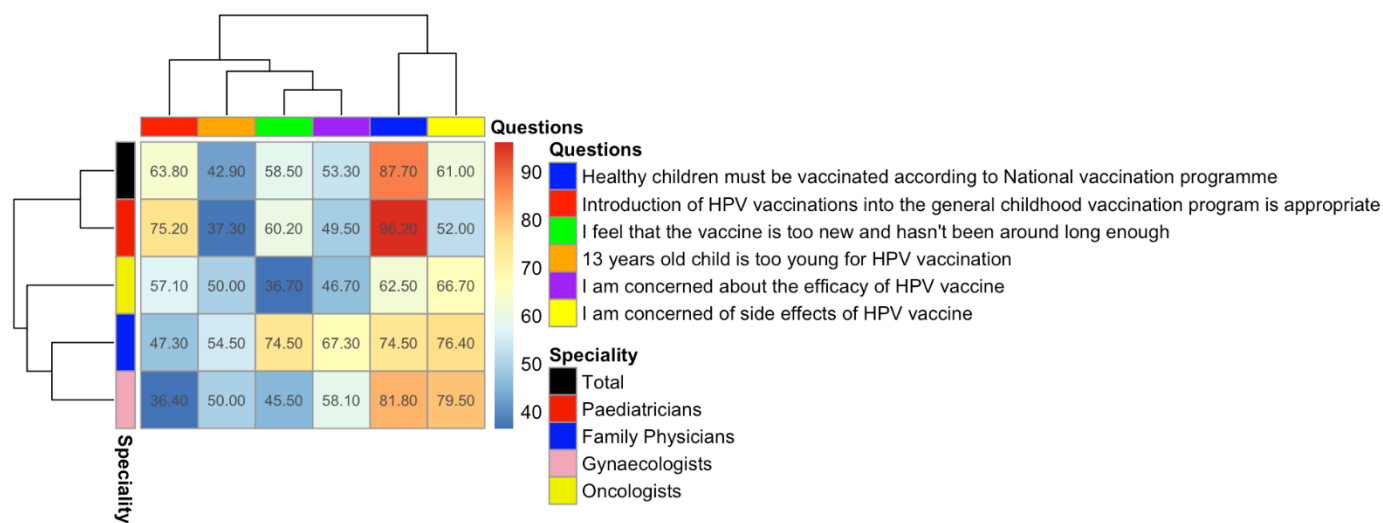 Questions
63.80 42.90 58.50 53.30 87.70 61.00
75.20 37.30 60.20 49.50 96.20 52.00
57.10 50.00 36.70 46.70 62.50 66.70
47.30 54.50 74.50 67.30 74.50 76.40
36.40 50.00 45.50 58.10 81.80 79.50
Speciality
90
80
70
60
50
40
Questions
Healthy children must be vaccinated according to National vaccination programme
Introduction of HPV vaccinations into the general childhood vaccination program is appropriate
I feel that the vaccine is too new and hasn't been around long enough
13 years old child is too young for HPV vaccination
I am concerned about the efficacy of HPV vaccine
I am concerned of side effects of HPV vaccine
Speciality
Total
Paediatricians
Family Physicians
Gynaecologists
Oncologists